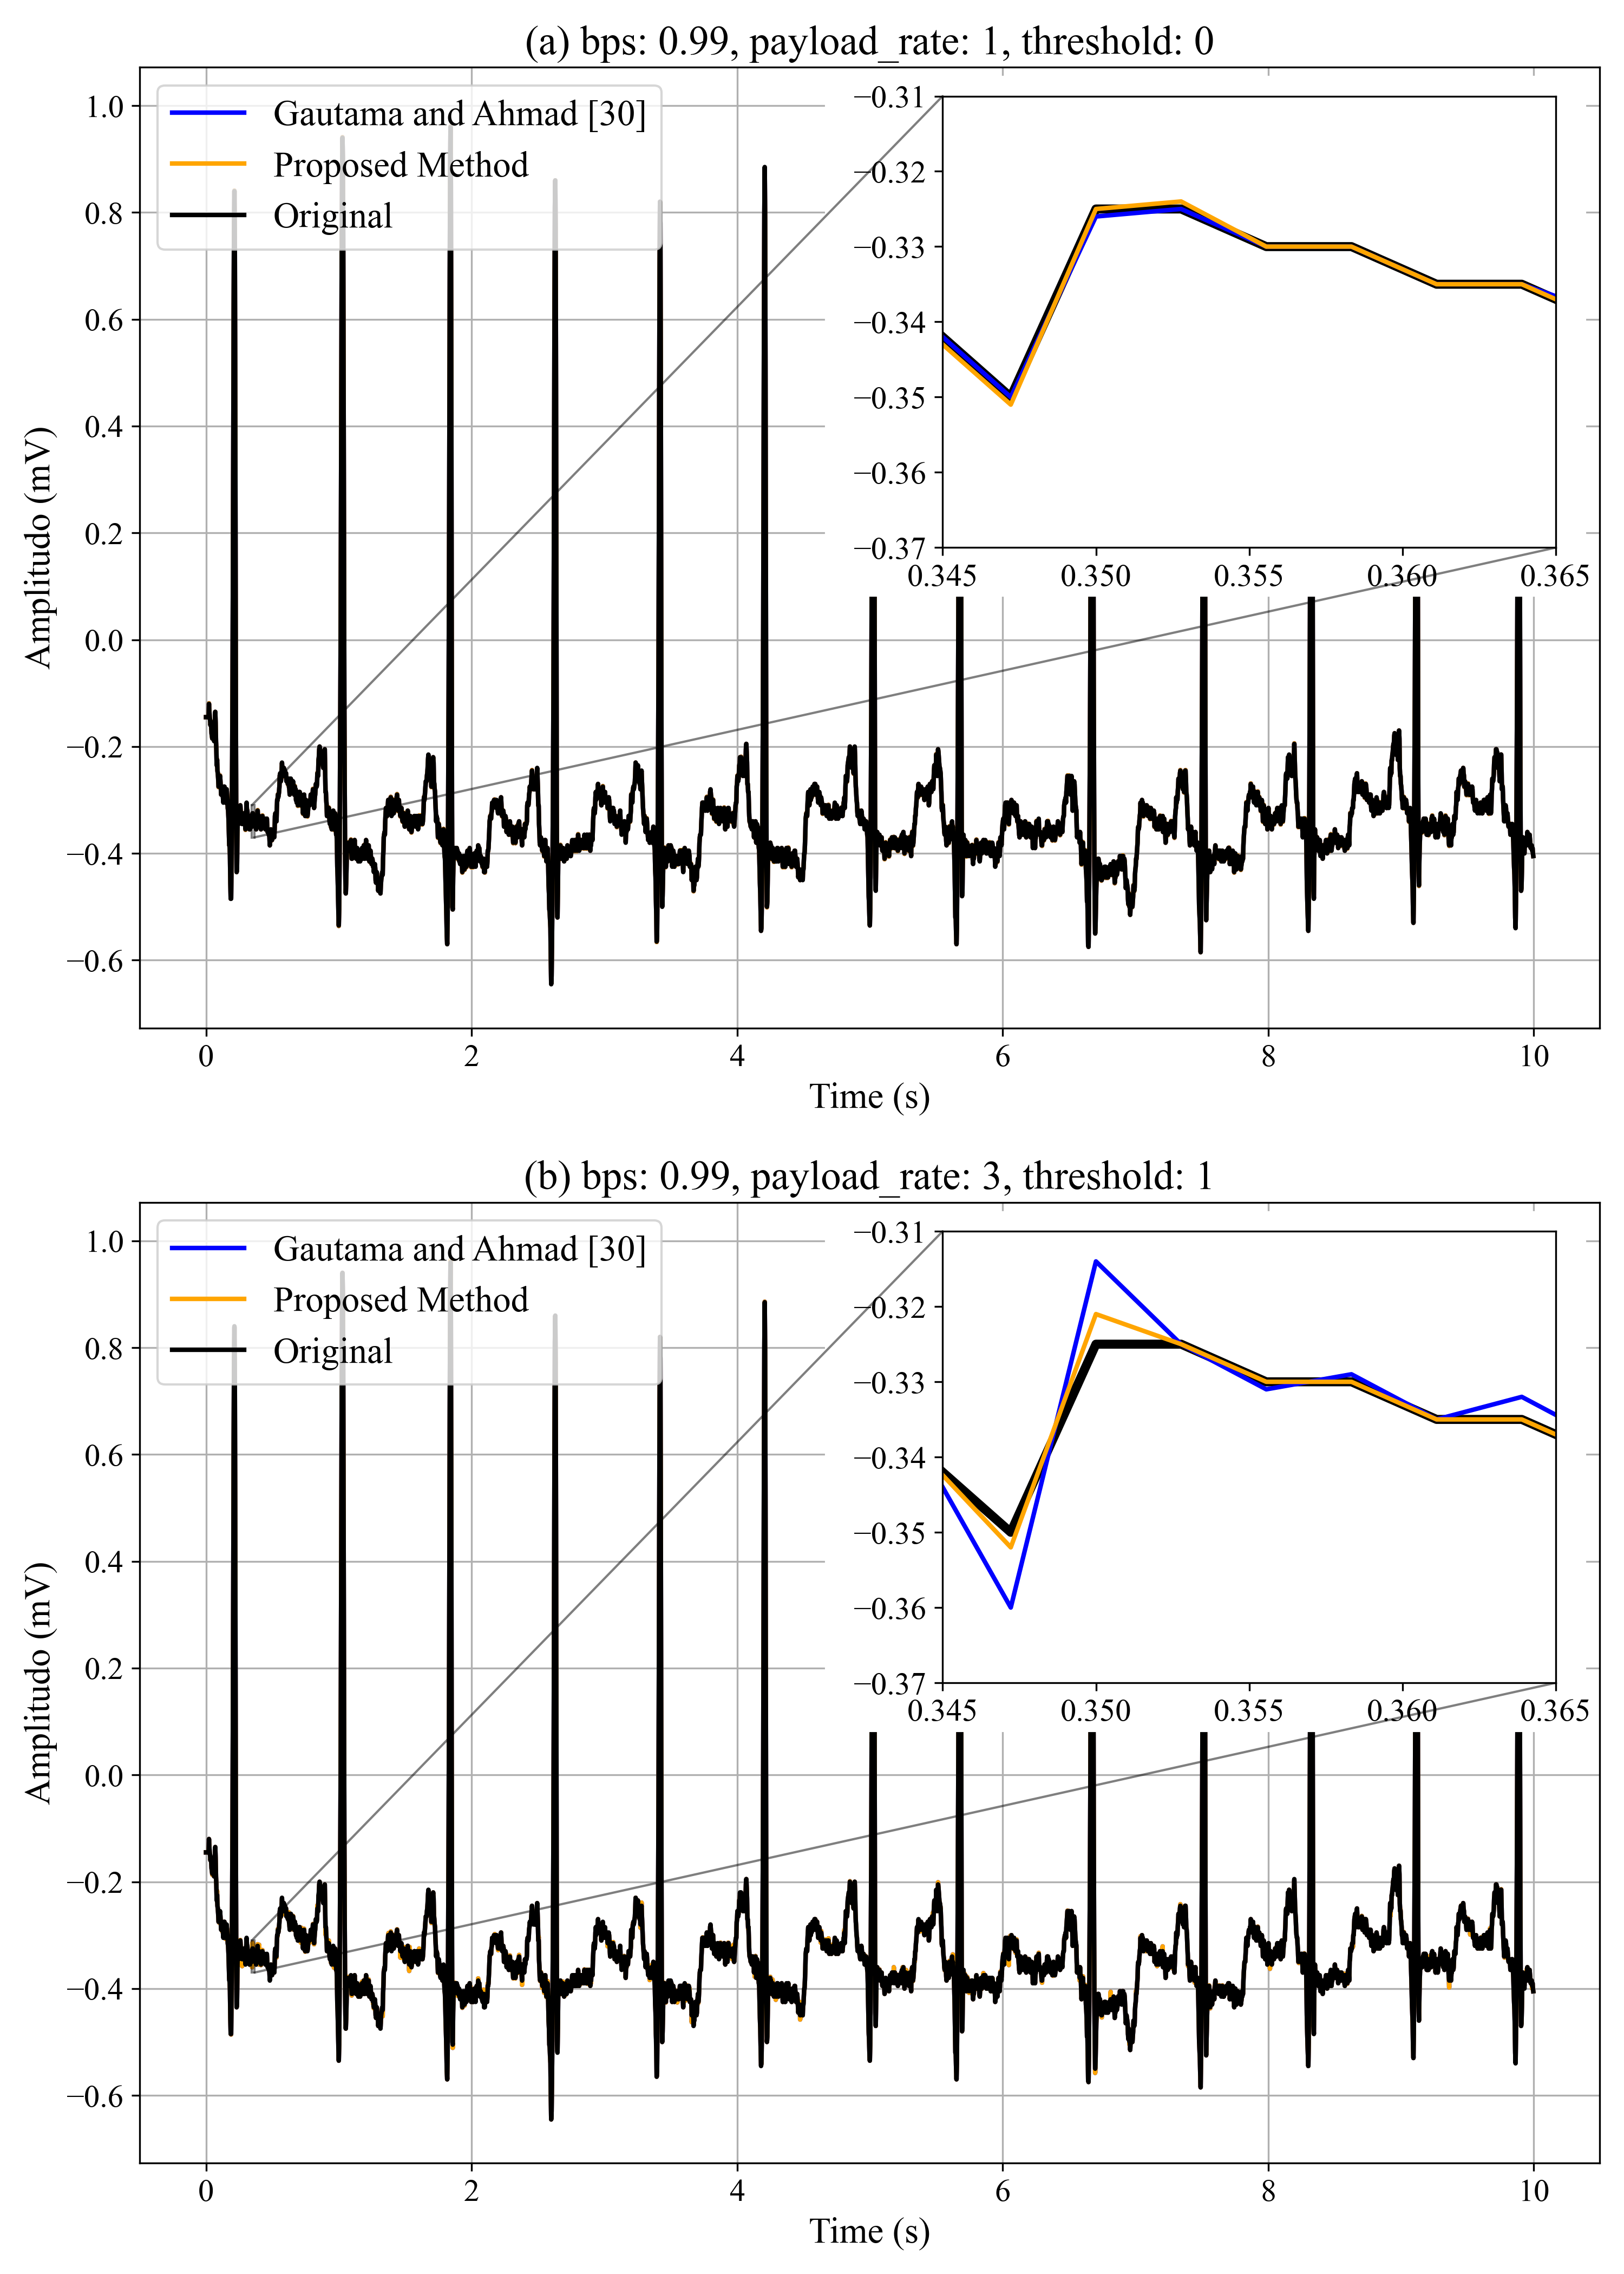 (a) bps: 0.99, payload_rate: 1, threshold: 0
Gautama and Ahmad [30]
Proposed Method
Original
Amplitudo (mV)
1.0
0.8
0.6
0.4
0.2
0.0
−0.2
−0.4
−0.6
−0.31
−0.32
−0.33
−0.34
−0.35
−0.36
−0.37
0.345 0.350 0.355 0.360 0.365
0 2 4 6 8 10
Time (s)
(b) bps: 0.99, payload_rate: 3, threshold: 1
Gautama and Ahmad [30]
Proposed Method
Original
Amplitudo (mV)
1.0
0.8
0.6
0.4
0.2
0.0
−0.2
−0.4
−0.6
−0.31
−0.32
−0.33
−0.34
−0.35
−0.36
−0.37
0.345 0.350 0.355 0.360 0.365
0 2 4 6 8 10
Time (s)